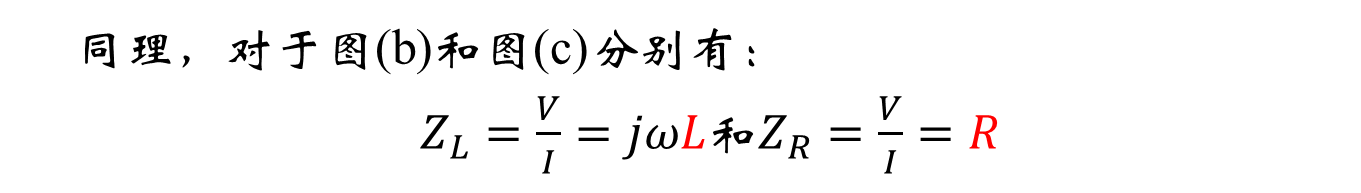 同理，对于图(b)和图(c)分别有：
Z_L = V/I = jωL和Z_R = V/I = R